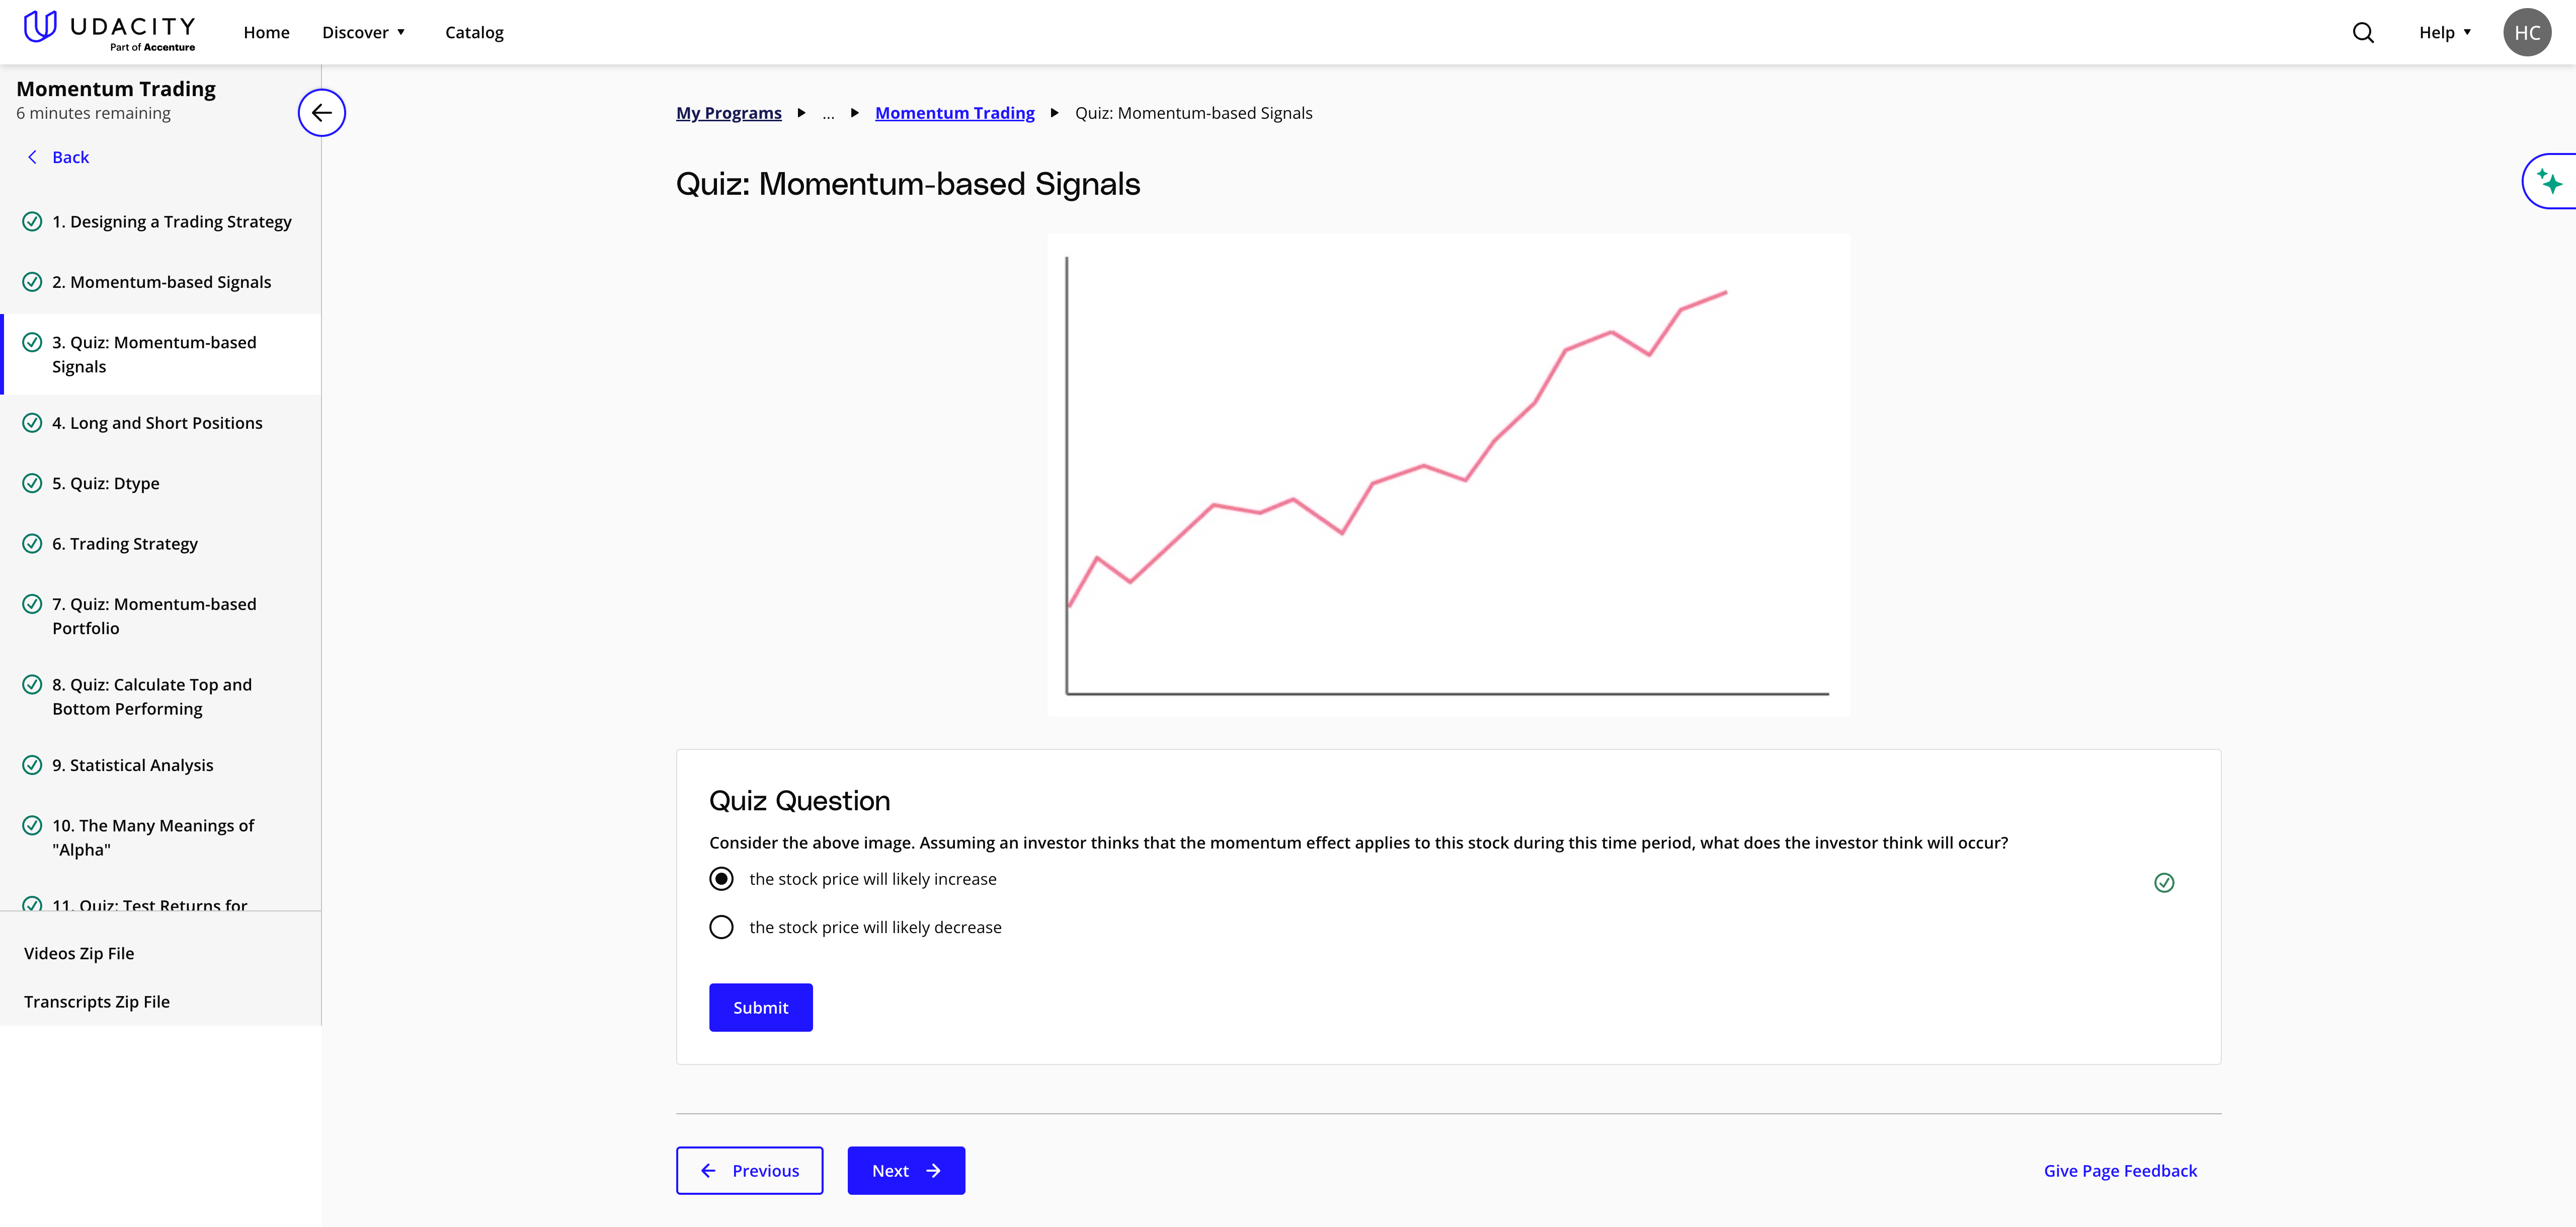 UDACITY
Part of Accenture
Home
Discover
Catalog
Help
HC
Momentum Trading
6 minutes remaining
Back
1. Designing a Trading Strategy
2. Momentum-based Signals
3. Quiz: Momentum-based
Signals
4. Long and Short Positions
5. Quiz: Dtype
6. Trading Strategy
7. Quiz: Momentum-based
Portfolio
8. Quiz: Calculate Top and
Bottom Performing
9. Statistical Analysis
10. The Many Meanings of
"Alpha"
11. Quiz: Test Returns for
Videos Zip File
Transcripts Zip File
My Programs ... Momentum Trading Quiz: Momentum-based Signals
Quiz: Momentum-based Signals
Quiz Question
Consider the above image. Assuming an investor thinks that the momentum effect applies to this stock during this time period, what does the investor think will occur?
the stock price will likely increase
the stock price will likely decrease
Submit
Previous
Next
Give Page Feedback